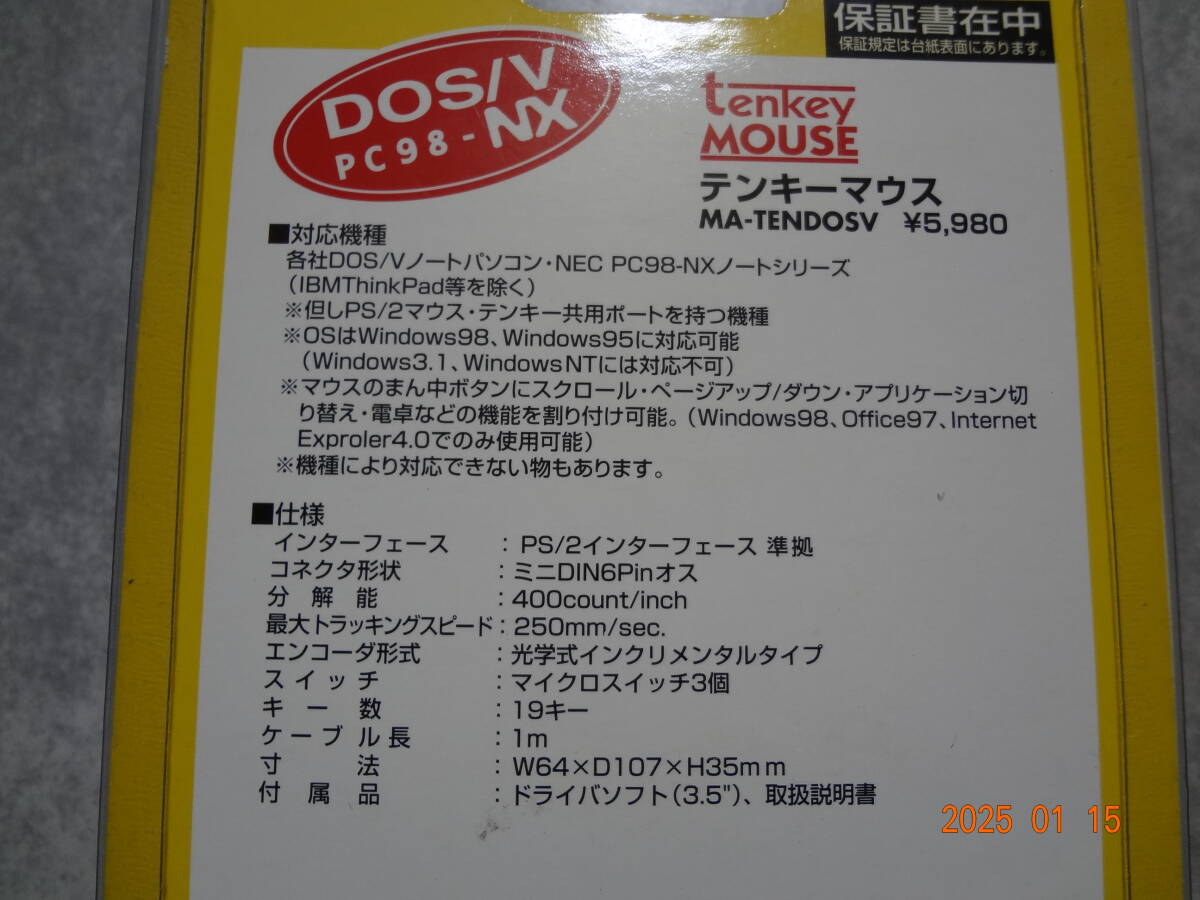 保証書在中
保証規定は台紙表面にあります。
DOS/V
PC98-NX
tenkey
MOUSE
テンキーマウス
MA-TENDOSV ¥5,980
■対応機種
各社DOS/Vノートパソコン・NEC PC98-NXノートシリーズ
(IBMThinkPad等を除く)
※但しPS/2マウス・テンキー共用ポートを持つ機種
※OSはWindows98、Windows95に対応可能
(Windows3.1、WindowsNTには対応不可)
※マウスのまん中ボタンにスクロール・ページアップ/ダウン・アプリケーション切
り替え・電卓などの機能を割り付け可能。(Windows98、Office97、Internet
Exproler4.0でのみ使用可能)
※機種により対応できない物もあります。
■仕様
インターフェース : PS/2インターフェース 準拠
コネクタ形状 : ミニDIN6Pinオス
分解能 : 400count/inch
最大トラッキングスピード : 250mm/sec.
エンコーダ形式 : 光学式インクリメンタルタイプ
スイッチ : マイクロスイッチ3個
キー数 : 19キー
ケーブル長 : 1m
寸法 : W64×D107×H35mm
付属品 : ドライバソフト(3.5")、取扱説明書
2025 01 15